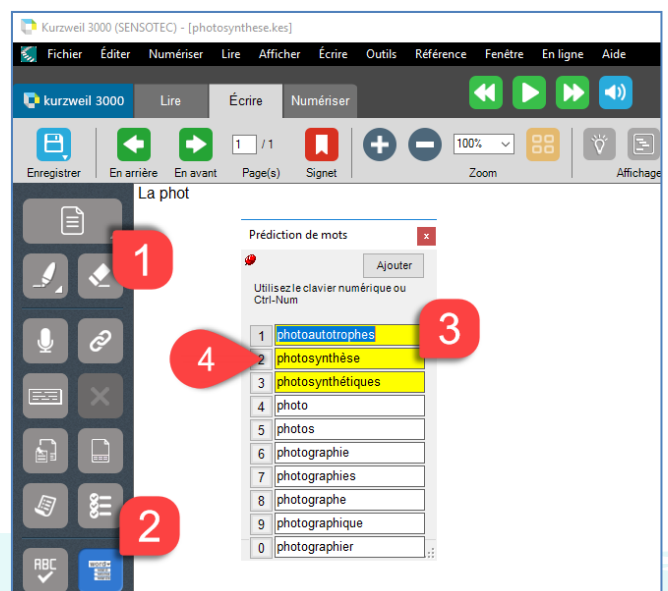 Kurzweil 3000 (SENSOTEC) - [photosynthese.kes]
Fichier Éditer Numériser Lire Afficher Écrire Outils Référence Fenêtre En ligne Aide
kurzweil 3000 Lire Écrire Numériser
1 / 1 100%
Enregistrer En arrière En avant Page(s) Signet Zoom Affichage
La phot
Prédiction de mots x
Ajouter
Utilisez le clavier numérique ou
Ctrl-Num
1
3
1 photoautotrophes
4
2 photosynthèse
3 photosynthétiques
4 photo
5 photos
6 photographie
7 photographies
8 photographe
9 photographique
0 photographier
2
ABC